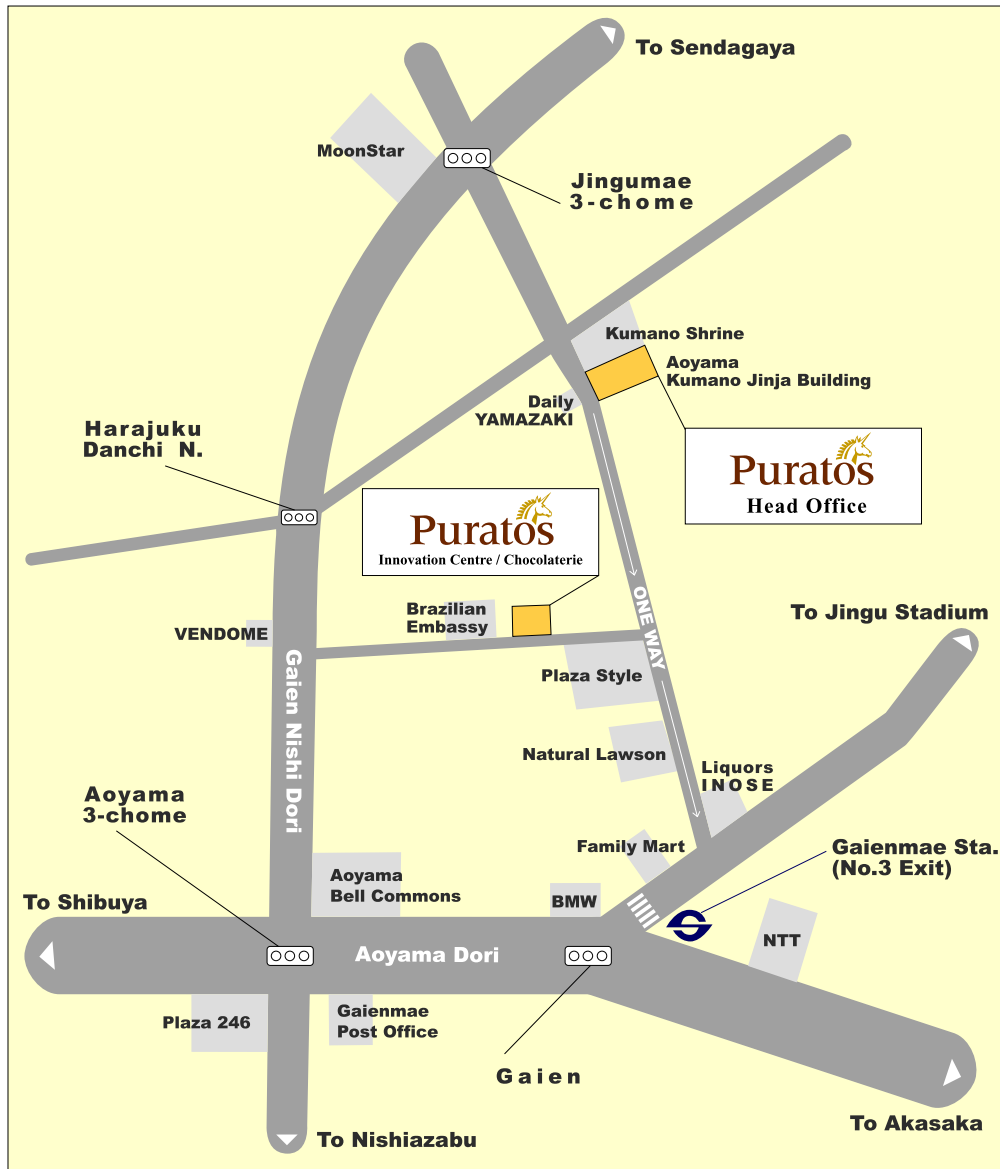 To Sendagaya
MoonStar
Jingumae
3-chome
Kumano Shrine
Aoyama
Kumano Jinja Building
Daily
YAMAZAKI
Harajuku
Danchi N.
Puratos
Head Office
Puratos
Innovation Centre / Chocolaterie
Brazilian
Embassy
ONE WAY
To Jingu Stadium
VENDOME
Plaza Style
Gaien Nishi Dori
Natural Lawson
Liquors
INOSE
Aoyama
3-chome
Family Mart
Gaienmae Sta.
(No.3 Exit)
Aoyama
Bell Commons
BMW
To Shibuya
NTT
Aoyama Dori
Plaza 246
Gaienmae
Post Office
Gaien
To Akasaka
To Nishiazabu